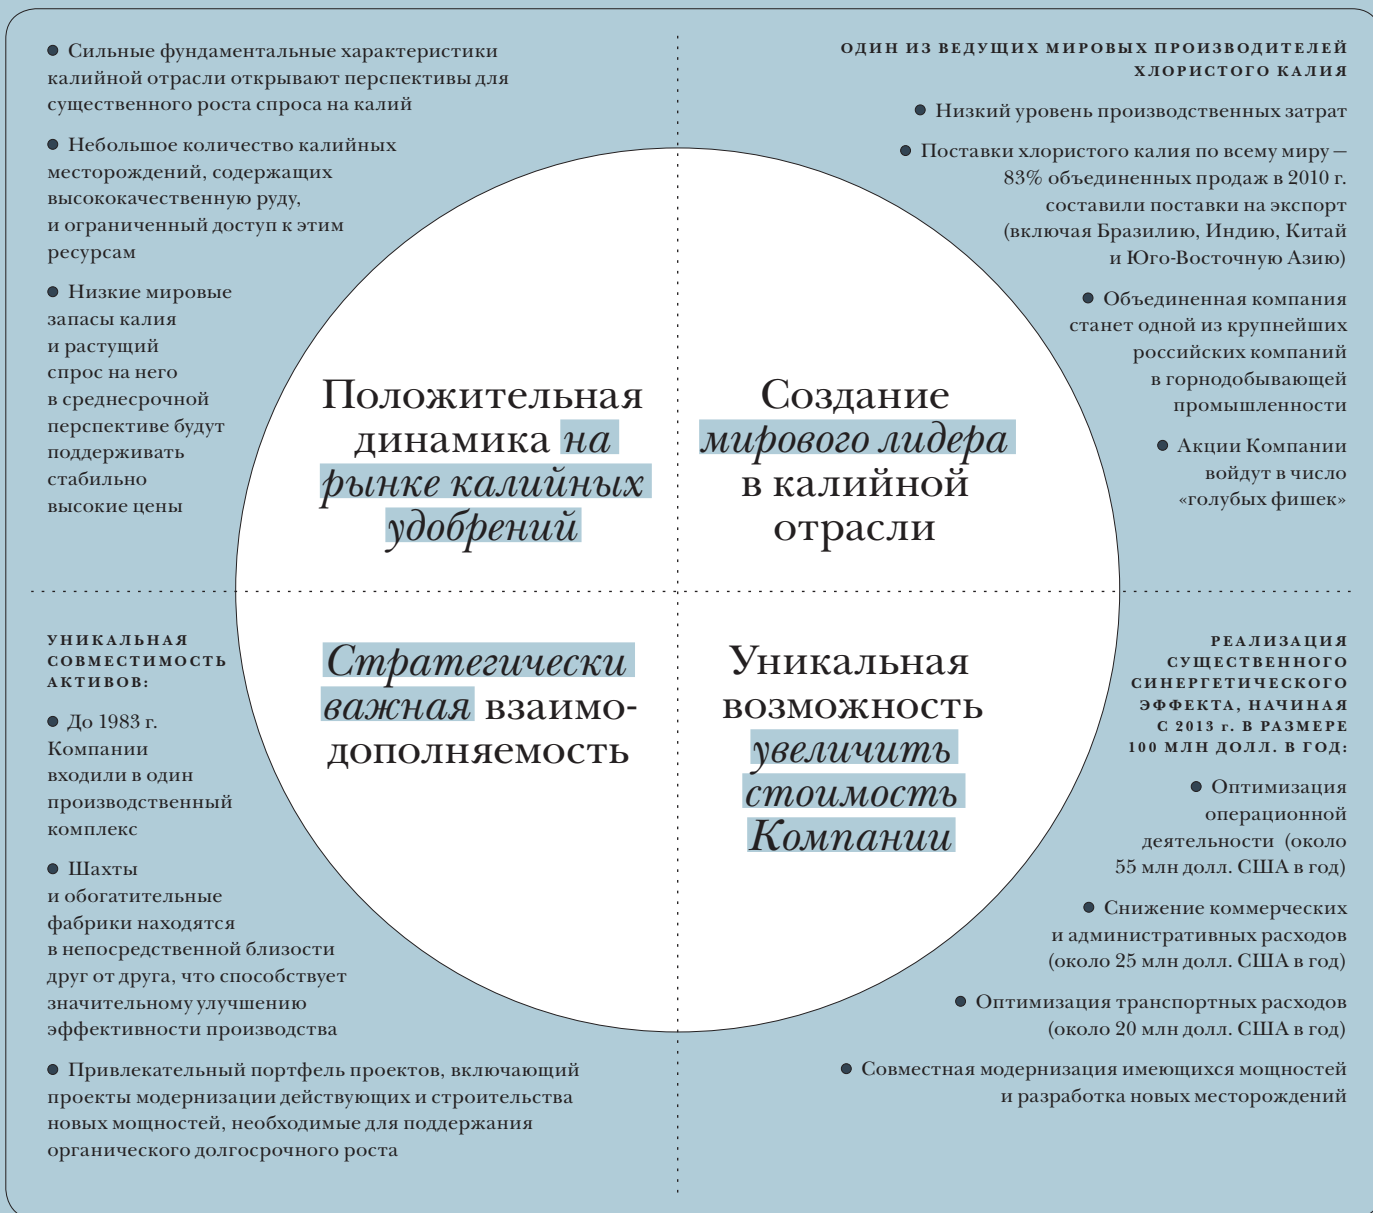 ● Сильные фундаментальные характеристики
калийной отрасли открывают перспективы для
существенного роста спроса на калий
● Небольшое количество калийных
месторождений, содержащих
высококачественную руду,
и ограниченный доступ к этим
ресурсам
● Низкие мировые
запасы калия
и растущий
спрос на него
в среднесрочной
перспективе будут
поддерживать
стабильно
высокие цены
Положительная
динамика на
рынке калийных
удобрений
ОДИН ИЗ ВЕДУЩИХ МИРОВЫХ ПРОИЗВОДИТЕЛЕЙ
ХЛОРИСТОГО КАЛИЯ
● Низкий уровень производственных затрат
● Поставки хлористого калия по всему миру —
83% объединенных продаж в 2010 г.
составили поставки на экспорт
(включая Бразилию, Индию, Китай
и Юго-Восточную Азию)
● Объединенная компания
станет одной из крупнейших
российских компаний
в горнодобывающей
промышленности
● Акции Компании
войдут в число
«голубых фишек»
Создание
мирового лидера
в калийной
отрасли
УНИКАЛЬНАЯ
СОВМЕСТИМОСТЬ
АКТИВОВ:
● До 1983 г.
Компании
входили в один
производственный
комплекс
● Шахты
и обогатительные
фабрики находятся
в непосредственной близости
друг от друга, что способствует
значительному улучшению
эффективности производства
● Привлекательный портфель проектов, включающий
проекты модернизации действующих и строительства
новых мощностей, необходимые для поддержания
органического долгосрочного роста
Стратегически
важная взаимо-
дополняемость
Уникальная
возможность
увеличить
стоимость
Компании
РЕАЛИЗАЦИЯ
СУЩЕСТВЕННОГО
СИНЕРГЕТИЧЕСКОГО
ЭФФЕКТА, НАЧИНАЯ
С 2013 г. В РАЗМЕРЕ
100 МЛН ДОЛЛ. В ГОД:
● Оптимизация
операционной
деятельности (около
55 млн долл. США в год)
● Снижение коммерческих
и административных расходов
(около 25 млн долл. США в год)
● Оптимизация транспортных расходов
(около 20 млн долл. США в год)
● Совместная модернизация имеющихся мощностей
и разработка новых месторождений